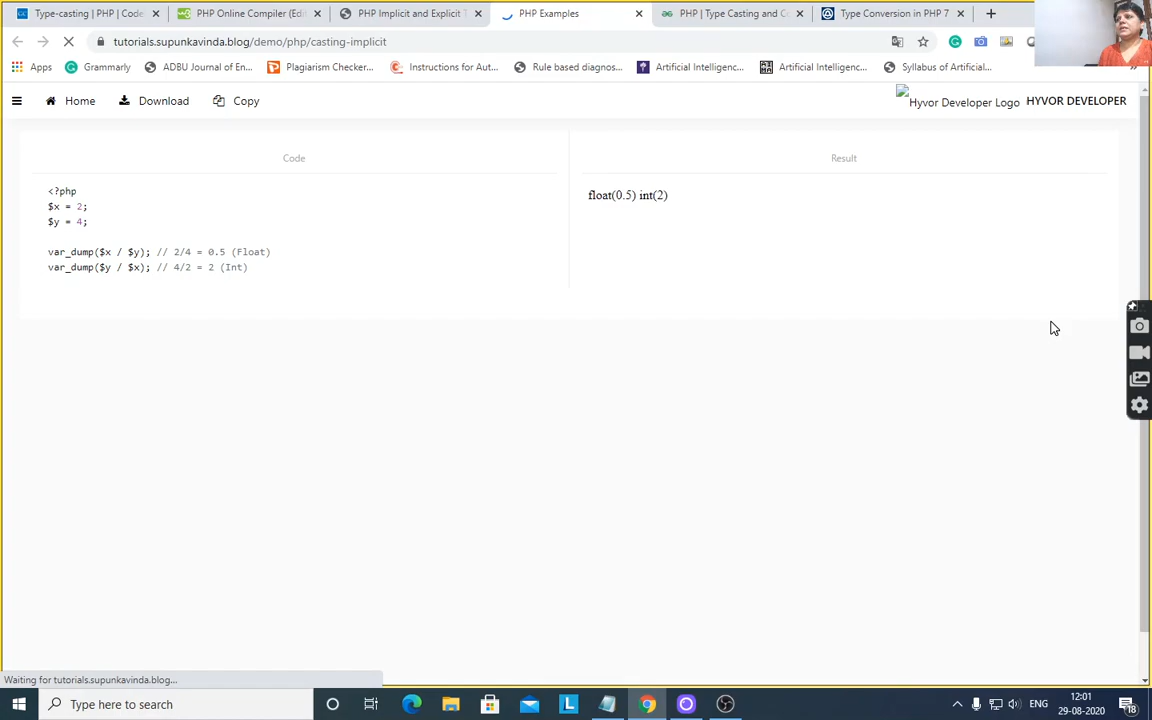 Type-casting | PHP | Code
PHP Online Compiler (Edi
PHP Implicit and Explicit T
PHP Examples
PHP | Type Casting and Co
Type Conversion in PHP 7
tutorials.supunkavinda.blog/demo/php/casting-implicit
Apps
Grammarly
ADBU Journal of En...
Plagiarism Checker...
Instructions for Aut...
Rule based diagnos...
Artificial Intelligenc...
Artificial Intelligenc...
Syllabus of Artificial...
Home
Download
Copy
Hyvor Developer Logo
HYVOR DEVELOPER
Code
Result
<?php
$x = 2;
$y = 4;
var_dump($x / $y); // 2/4 = 0.5 (Float)
var_dump($y / $x); // 4/2 = 2 (Int)
float(0.5) int(2)
Waiting for tutorials.supunkavinda.blog...
Type here to search
ENG
12:01
29-08-2020
18